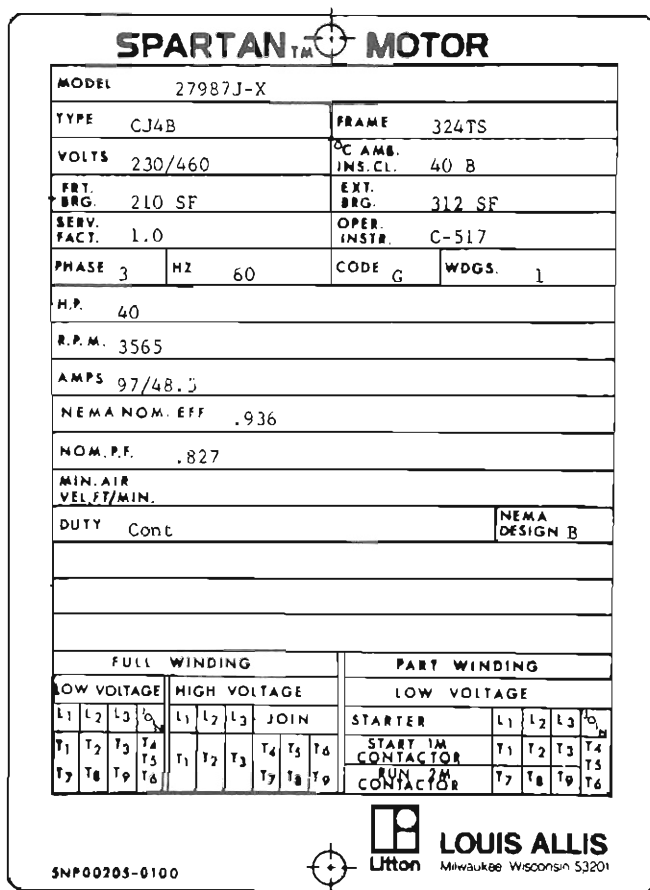 SPARTAN TM MOTOR
MODEL 27987J-X
TYPE CJ4B FRAME 324TS
VOLTS 230/460 °C AMB. INS.CL. 40 B
FRT. BRG. 210 SF EXT. BRG. 312 SF
SERV. FACT. 1.0 OPER. INSTR. C-517
PHASE 3 HZ 60 CODE G WDGS. 1
H.P. 40
R.P.M. 3565
AMPS 97/48.5
NEMA NOM. EFF .936
NOM. P.F. .827
MIN. AIR VEL.FT/MIN.
DUTY Cont NEMA DESIGN B
FULL WINDING PART WINDING
LOW VOLTAGE HIGH VOLTAGE LOW VOLTAGE
L1 L2 L3 JOIN L1 L2 L3 JOIN STARTER L1 L2 L3 JOIN
T1 T2 T3 T4 T5 T6 T1 T2 T3 T4 T5 T6 START 1M CONTACTOR T1 T2 T3 T4 T5 T6
T7 T8 T9 T7 T8 T9 RUN 2M CONTACTOR T7 T8 T9
Litton LOUIS ALLIS
Milwaukee Wisconsin 53201
SNP00205-0100